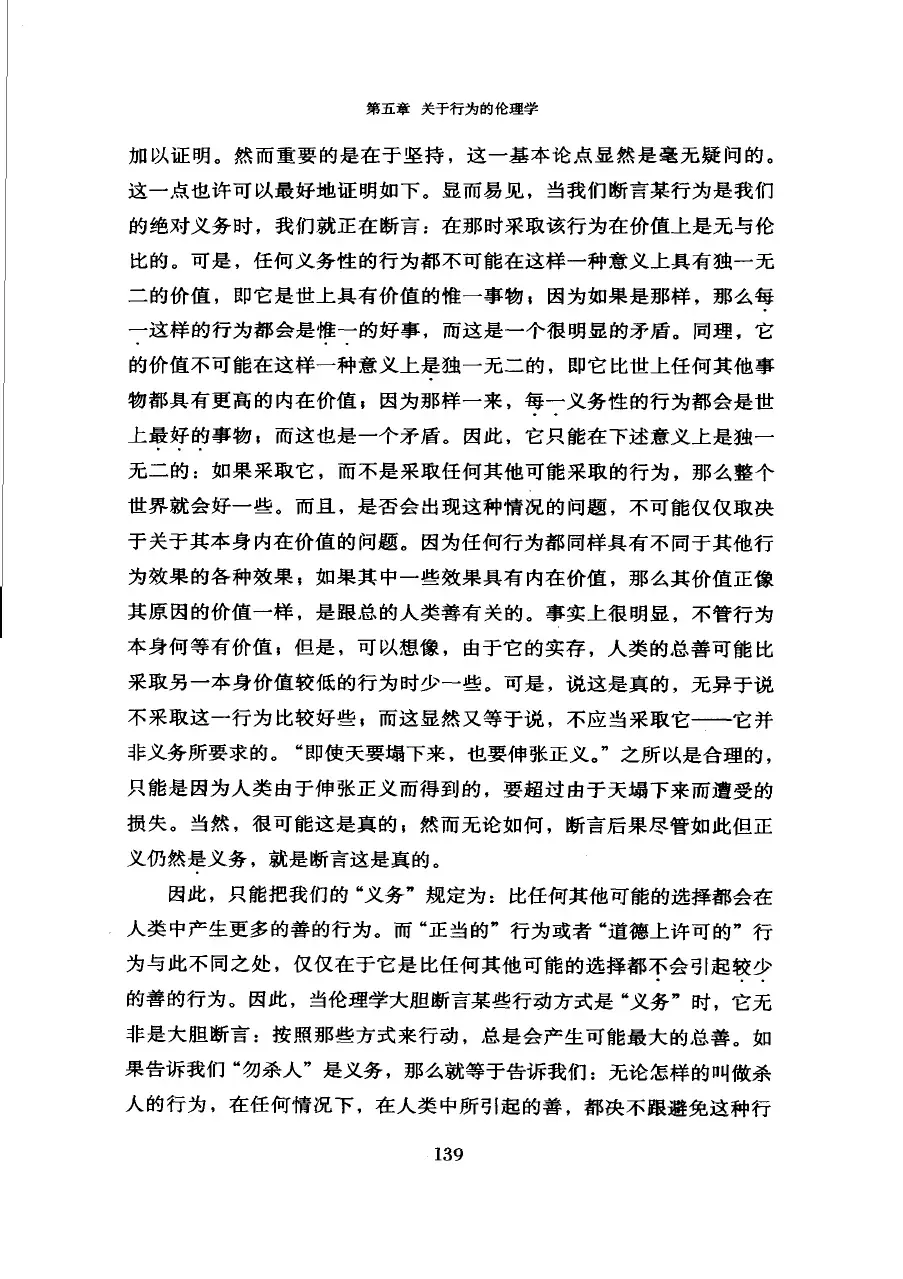 第五章 关于行为的伦理学
加以证明。然而重要的是在于坚持，这一基本论点显然是毫无疑问的。
这一点也许可以最好地证明如下。显而易见，当我们断言某行为是我们
的绝对义务时，我们就正在断言：在那时采取该行为在价值上是无与伦
比的。可是，任何义务性的行为都不可能在这样一种意义上具有独一无
二的价值，即它是世上具有价值的惟一事物；因为如果是那样，那么每
一这样的行为都会是惟一的好事，而这是一个很明显的矛盾。同理，它
的价值不可能在这样一种意义上是独一无二的，即它比世上任何其他事
物都具有更高的内在价值；因为那样一来，每一义务性的行为都会是世
上最好的事物；而这也是一个矛盾。因此，它只能在下述意义上是独一
无二的：如果采取它，而不是采取任何其他可能采取的行为，那么整个
世界就会好一些。而且，是否会出现这种情况的问题，不可能仅仅取决
于关于其本身内在价值的问题。因为任何行为都同样具有不同于其他行
为效果的各种效果；如果其中一些效果具有内在价值，那么其价值正像
其原因的价值一样，是跟总的人类善有关的。事实上很明显，不管行为
本身何等有价值；但是，可以想像，由于它的实存，人类的总善可能比
采取另一本身价值较低的行为时少一些。可是，说这是真的，无异于说
不采取这一行为比较好些；而这显然又等于说，不应当采取它——它并
非义务所要求的。“即使天要塌下来，也要伸张正义。”之所以是合理的，
只能是因为人类由于伸张正义而得到的，要超过由于天塌下来而遭受的
损失。当然，很可能这是真的；然而无论如何，断言后果尽管如此但正
义仍然是义务，就是断言这是真的。
因此，只能把我们的“义务”规定为：比任何其他可能的选择都会在
人类中产生更多的善的行为。而“正当的”行为或者“道德上许可的”行
为与此不同之处，仅仅在于它是比任何其他可能的选择都不会引起较少
的善的行为。因此，当伦理学大胆断言某些行动方式是“义务”时，它无
非是大胆断言：按照那些方式来行动，总是会产生可能最大的总善。如
果告诉我们“勿杀人”是义务，那么就等于告诉我们：无论怎样的叫做杀
人的行为，在任何情况下，在人类中所引起的善，都决不跟避免这种行
139